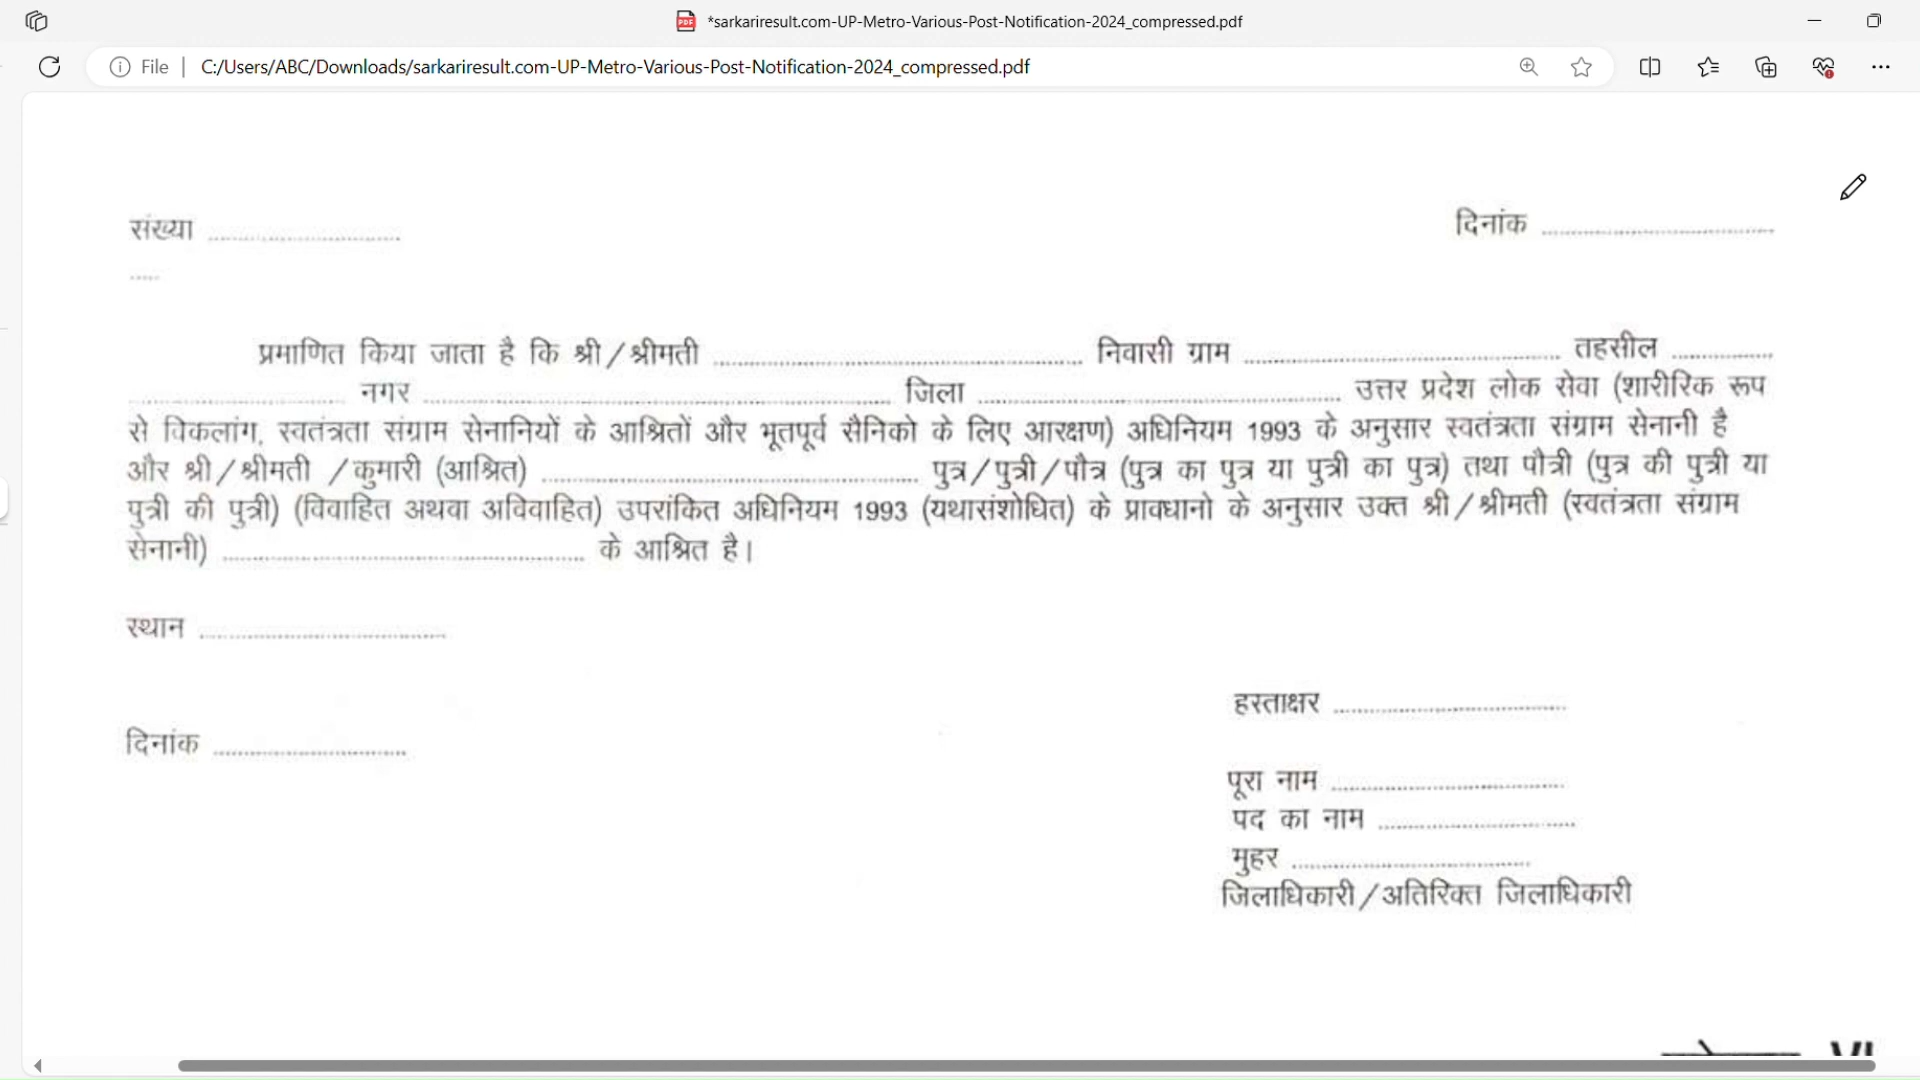 *sarkariresult.com-UP-Metro-Various-Post-Notification-2024_compressed.pdf
File | C:/Users/ABC/Downloads/sarkariresult.com-UP-Metro-Various-Post-Notification-2024_compressed.pdf
संख्या .......................... दिनांक ................................
.....
प्रमाणित किया जाता है कि श्री/श्रीमती .................................................. निवासी ग्राम ........................................... तहसील ..............
............................. नगर ................................................................ जिला ................................................. उत्तर प्रदेश लोक सेवा (शारीरिक रूप
से विकलांग, स्वतंत्रता संग्राम सेनानियों के आश्रितों और भूतपूर्व सैनिको के लिए आरक्षण) अधिनियम 1993 के अनुसार स्वतंत्रता संग्राम सेनानी है
और श्री/श्रीमती /कुमारी (आश्रित) ................................................... पुत्र/पुत्री/पौत्र (पुत्र का पुत्र या पुत्री का पुत्र) तथा पौत्री (पुत्र की पुत्री या
पुत्री की पुत्री) (विवाहित अथवा अविवाहित) उपरांकित अधिनियम 1993 (यथासंशोधित) के प्रावधानो के अनुसार उक्त श्री/श्रीमती (स्वतंत्रता संग्राम
सेनानी) .................................................. के आश्रित है।
स्थान ..................................
हस्ताक्षर ................................
दिनांक ..........................
पूरा नाम ................................
पद का नाम ...........................
मुहर .................................
जिलाधिकारी/अतिरिक्त जिलाधिकारी